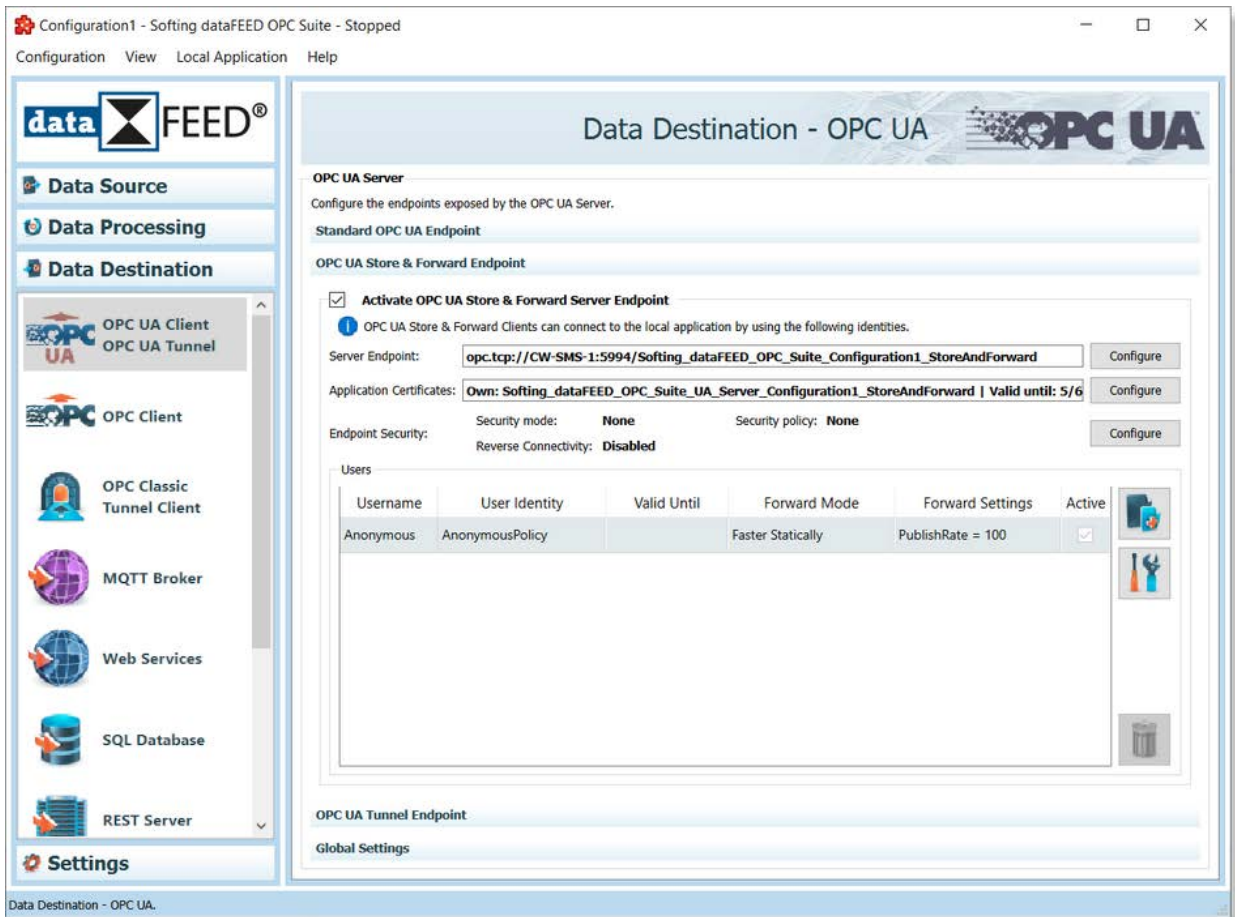 Configuration1 - Softing dataFEED OPC Suite - Stopped
Configuration View Local Application Help
data FEED®
Data Source
Data Processing
Data Destination
OPC UA
OPC UA Client
OPC UA Tunnel
OPC
OPC Client
OPC Classic
Tunnel Client
MQTT Broker
Web Services
SQL Database
REST Server
Settings
Data Destination - OPC UA
OPC UA
OPC UA Server
Configure the endpoints exposed by the OPC UA Server.
Standard OPC UA Endpoint
OPC UA Store & Forward Endpoint
Activate OPC UA Store & Forward Server Endpoint
i OPC UA Store & Forward Clients can connect to the local application by using the following identities.
Server Endpoint: opc.tcp://CW-SMS-1:5994/Softing_dataFEED_OPC_Suite_Configuration1_StoreAndForward Configure
Application Certificates: Own: Softing_dataFEED_OPC_Suite_UA_Server_Configuration1_StoreAndForward | Valid until: 5/6 Configure
Endpoint Security: Security mode: None Security policy: None Configure
Reverse Connectivity: Disabled
Users
Username User Identity Valid Until Forward Mode Forward Settings Active
Anonymous AnonymousPolicy Faster Statically PublishRate = 100
OPC UA Tunnel Endpoint
Global Settings
Data Destination - OPC UA.